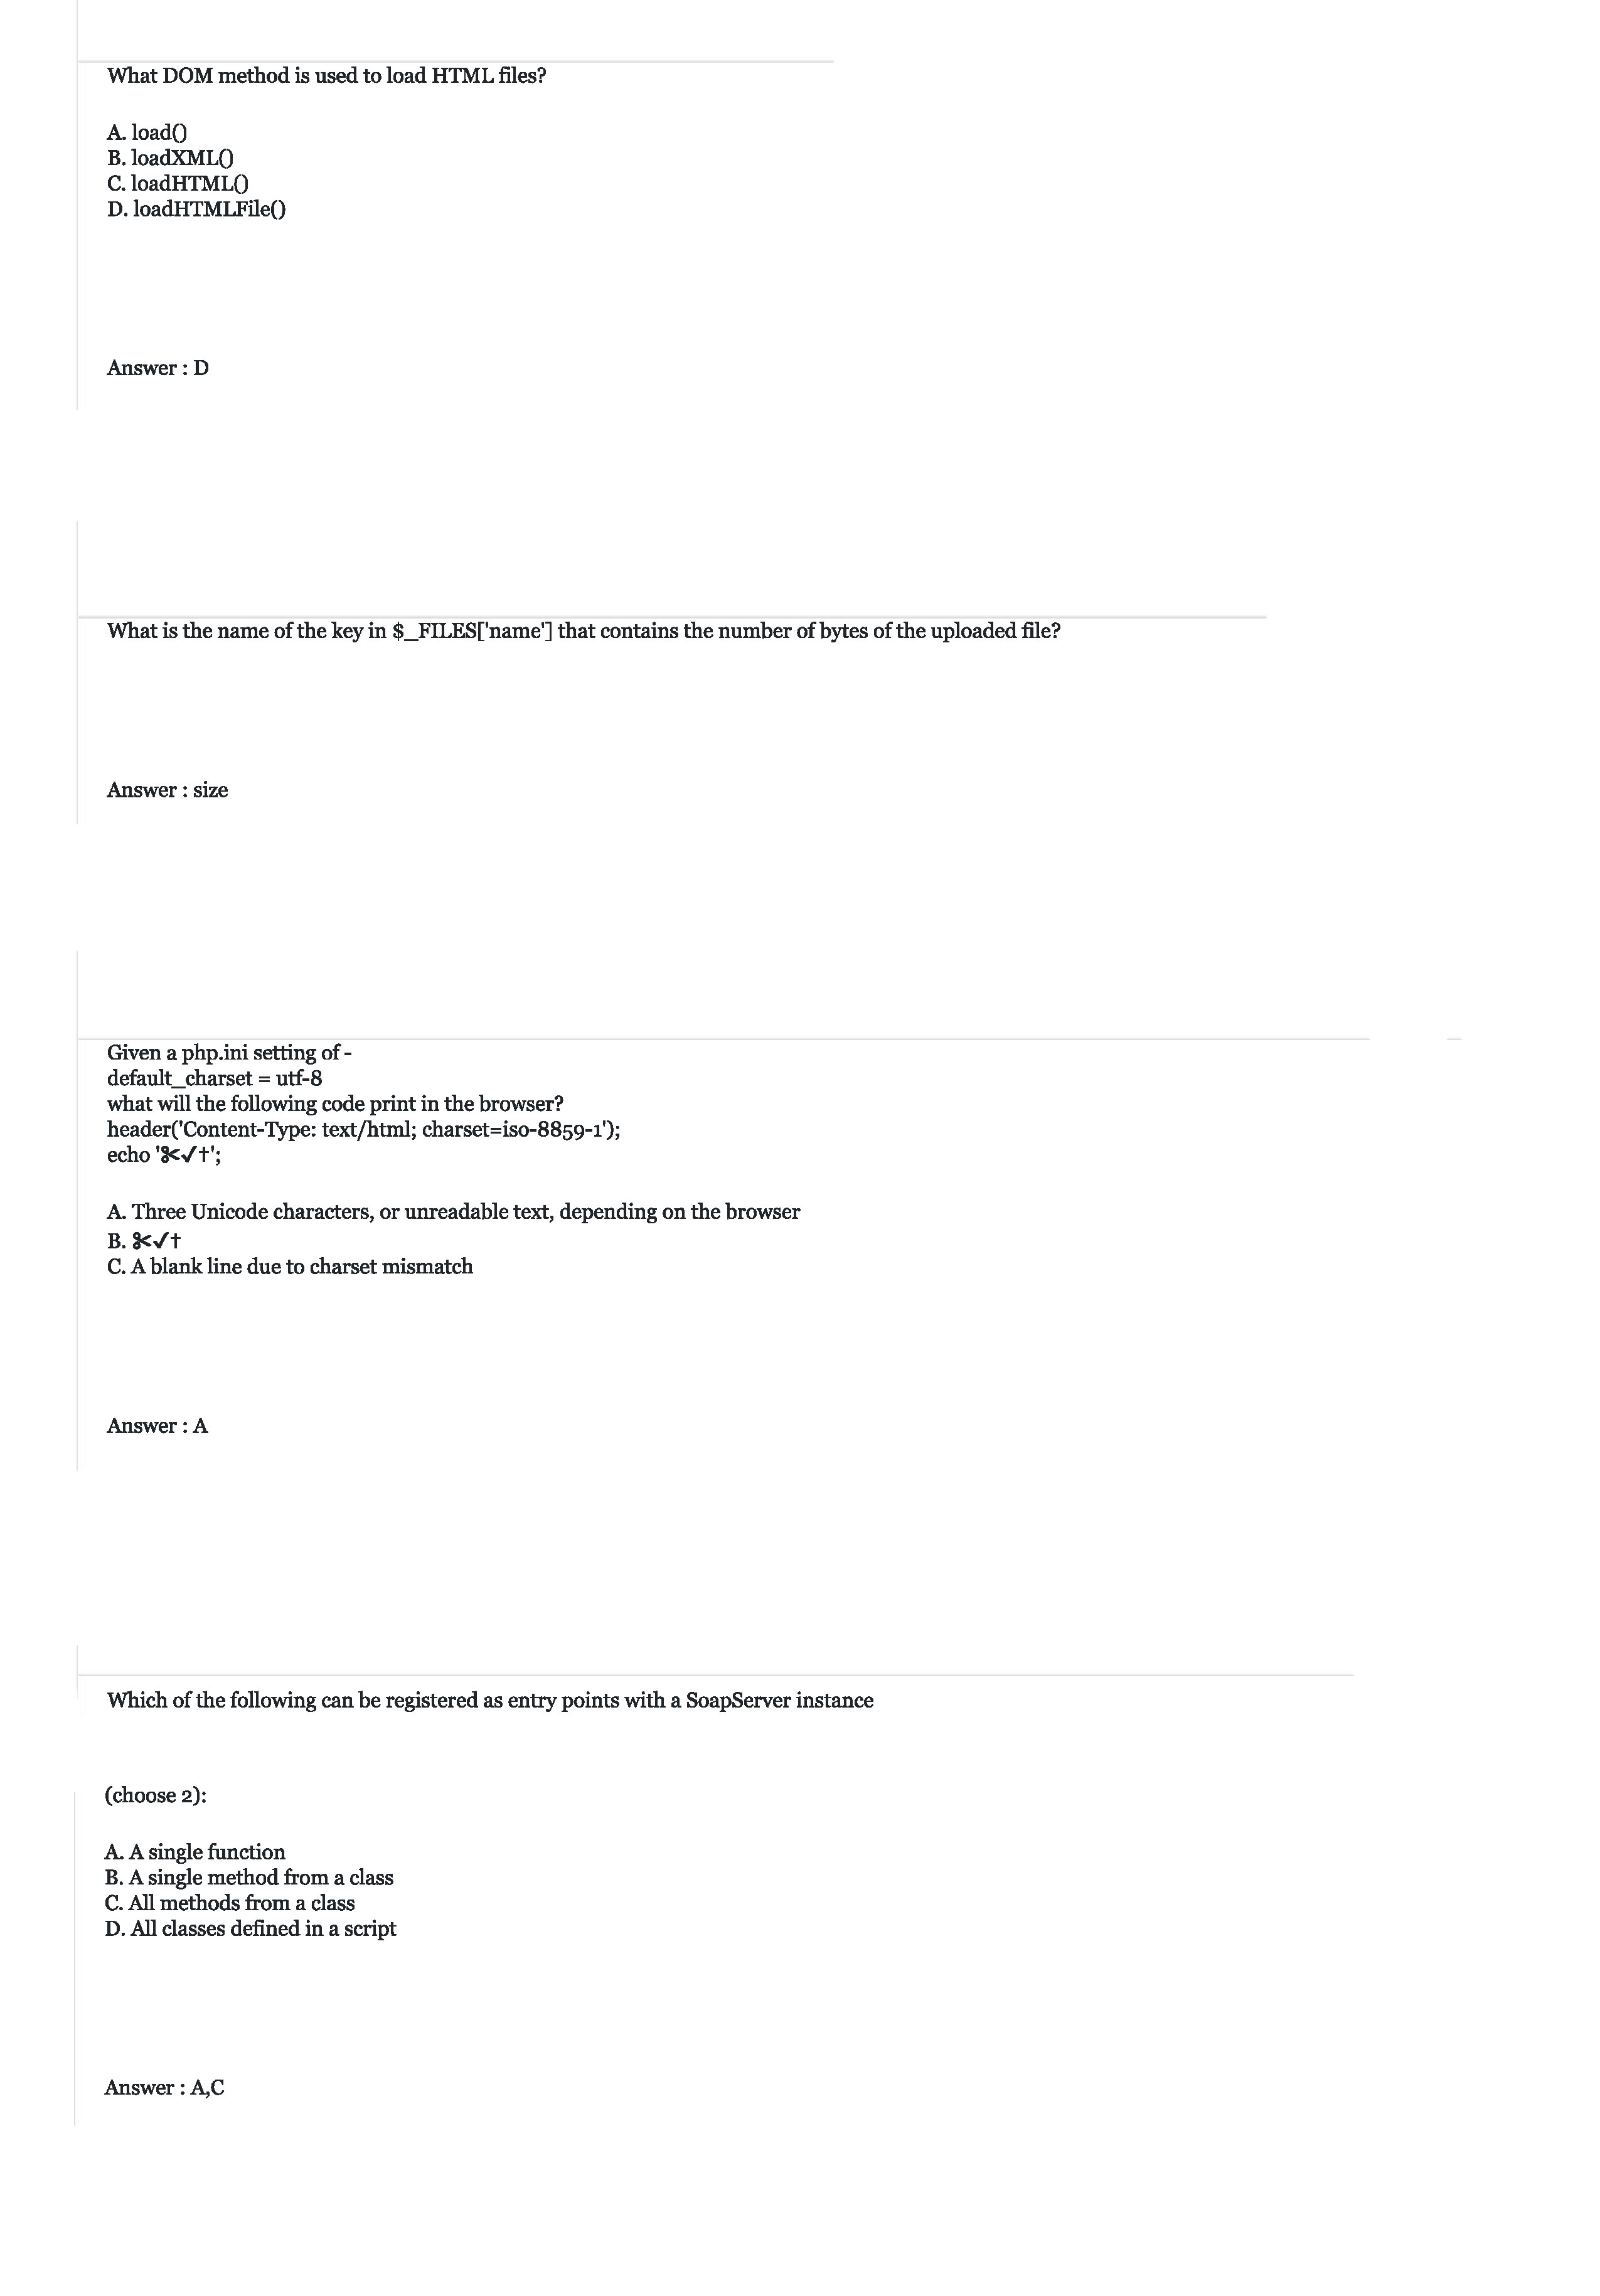 What DOM method is used to load HTML files?
A. load()
B. loadXML()
C. loadHTML()
D. loadHTMLFile()
Answer : D
What is the name of the key in $_FILES['name'] that contains the number of bytes of the uploaded file?
Answer : size
Given a php.ini setting of -
default_charset = utf-8
what will the following code print in the browser?
header('Content-Type: text/html; charset=iso-8859-1');
echo '✂✓†';
A. Three Unicode characters, or unreadable text, depending on the browser
B. ✂✓†
C. A blank line due to charset mismatch
Answer : A
Which of the following can be registered as entry points with a SoapServer instance
(choose 2):
A. A single function
B. A single method from a class
C. All methods from a class
D. All classes defined in a script
Answer : A,C